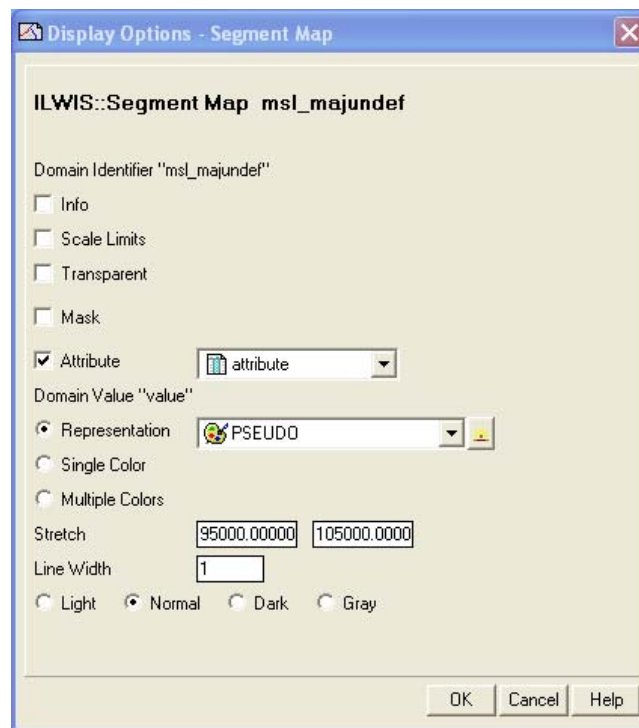 Display Options - Segment Map
ILWIS::Segment Map msl_majundef
Domain Identifier "msl_majundef"
Info
Scale Limits
Transparent
Mask
Attribute attribute
Domain Value "value"
Representation PSEUDO
Single Color
Multiple Colors
Stretch 95000.00000 105000.0000
Line Width 1
Light Normal Dark Gray
OK Cancel Help